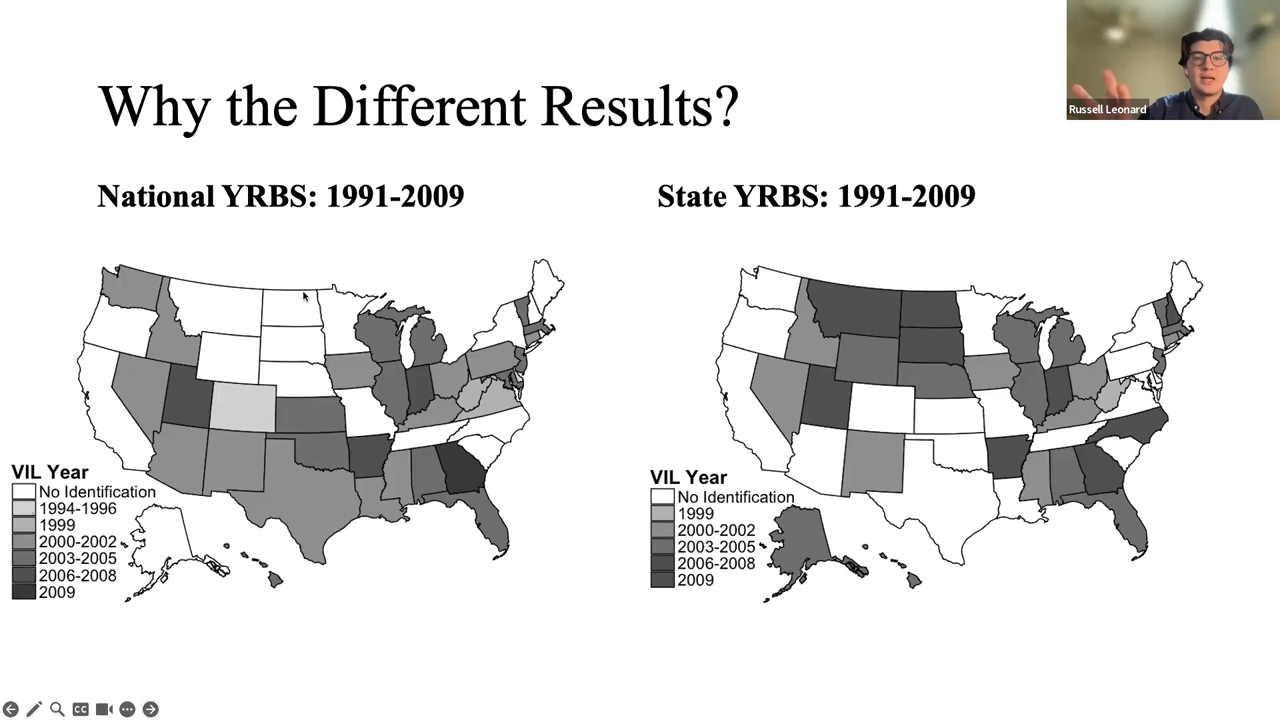 Why the Different Results?
Russell Leonard
National YRBS: 1991-2009
State YRBS: 1991-2009
VIL Year
No Identification
1994-1996
1999
2000-2002
2003-2005
2006-2008
2009
VIL Year
No Identification
1999
2000-2002
2003-2005
2006-2008
2009
CC